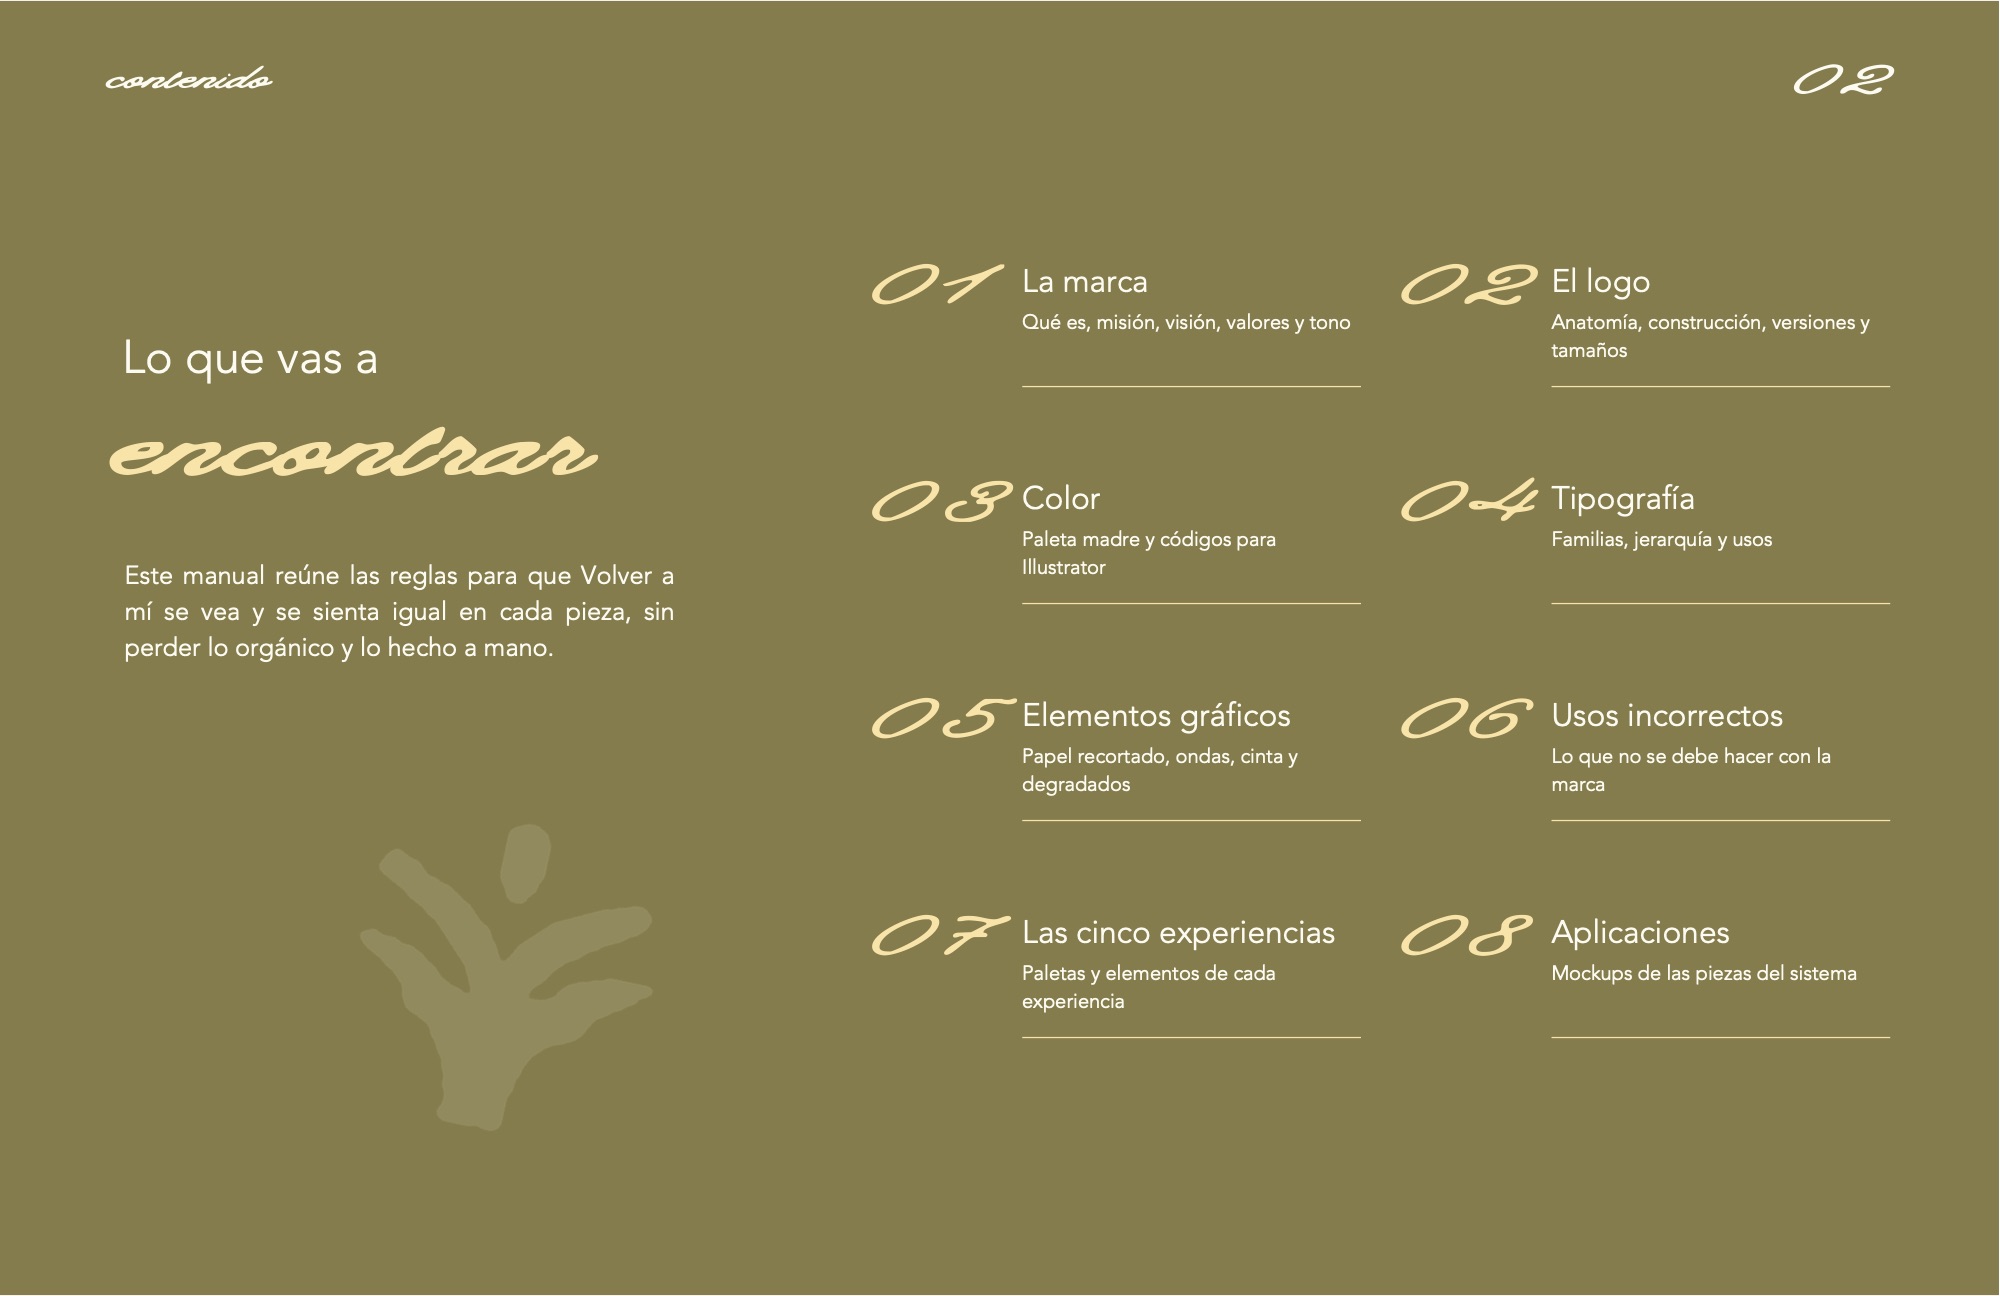 contenido
02
Lo que vas a
encontrar
Este manual reúne las reglas para que Volver a
mí se vea y se sienta igual en cada pieza, sin
perder lo orgánico y lo hecho a mano.
01
La marca
Qué es, misión, visión, valores y tono
02
El logo
Anatomía, construcción, versiones y
tamaños
03
Color
Paleta madre y códigos para
Illustrator
04
Tipografía
Familias, jerarquía y usos
05
Elementos gráficos
Papel recortado, ondas, cinta y
degradados
06
Usos incorrectos
Lo que no se debe hacer con la
marca
07
Las cinco experiencias
Paletas y elementos de cada
experiencia
08
Aplicaciones
Mockups de las piezas del sistema